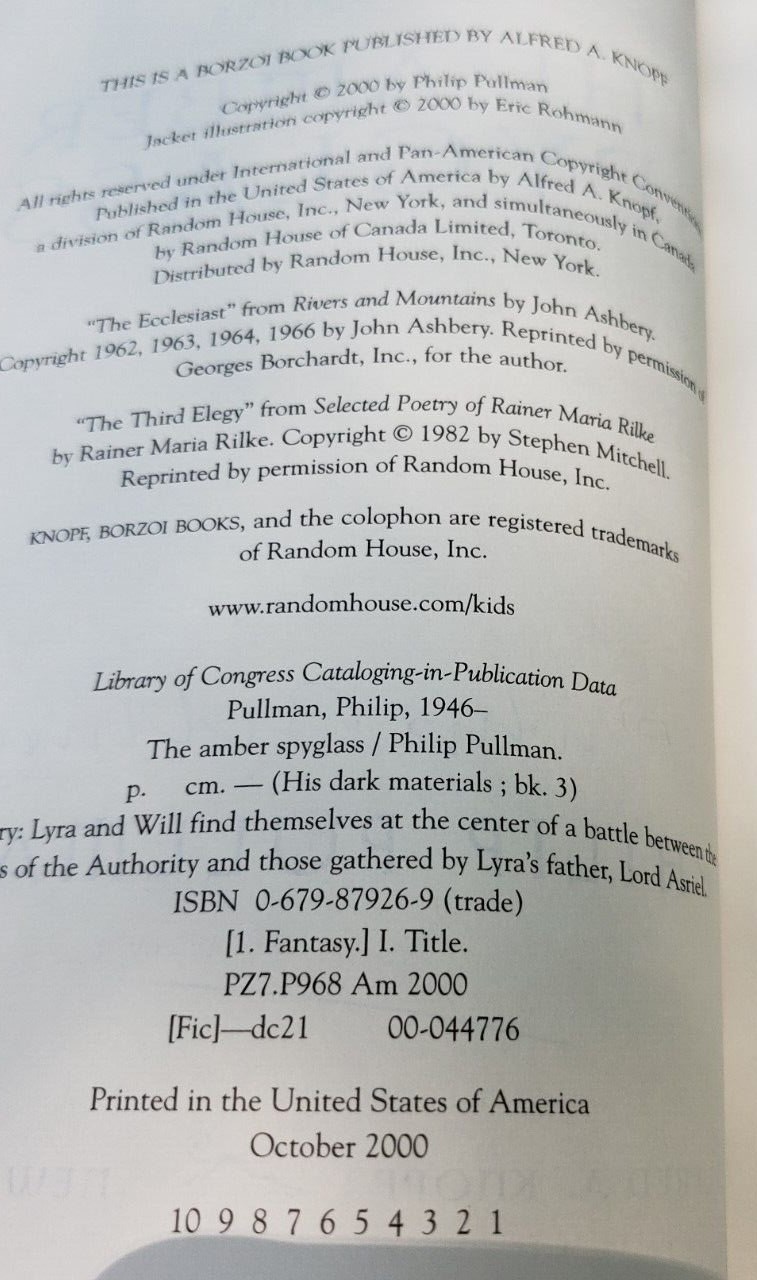 THIS IS A BORZOI BOOK PUBLISHED BY ALFRED A. KNOPF
Copyright © 2000 by Philip Pullman
Jacket illustration copyright © 2000 by Eric Rohmann
All rights reserved under International and Pan-American Copyright Conventions.
Published in the United States of America by Alfred A. Knopf,
a division of Random House, Inc., New York, and simultaneously in Canada
by Random House of Canada Limited, Toronto.
Distributed by Random House, Inc., New York.
“The Ecclesiast” from Rivers and Mountains by John Ashbery.
Copyright 1962, 1963, 1964, 1966 by John Ashbery. Reprinted by permission of
Georges Borchardt, Inc., for the author.
“The Third Elegy” from Selected Poetry of Rainer Maria Rilke
by Rainer Maria Rilke. Copyright © 1982 by Stephen Mitchell.
Reprinted by permission of Random House, Inc.
KNOPF, BORZOI BOOKS, and the colophon are registered trademarks
of Random House, Inc.
www.randomhouse.com/kids
Library of Congress Cataloging-in-Publication Data
Pullman, Philip, 1946–
The amber spyglass / Philip Pullman.
p. cm. — (His dark materials ; bk. 3)
ry: Lyra and Will find themselves at the center of a battle between the
s of the Authority and those gathered by Lyra’s father, Lord Asriel.
ISBN 0-679-87926-9 (trade)
[1. Fantasy.] I. Title.
PZ7.P968 Am 2000
[Fic]—dc21 00-044776
Printed in the United States of America
October 2000
10 9 8 7 6 5 4 3 2 1